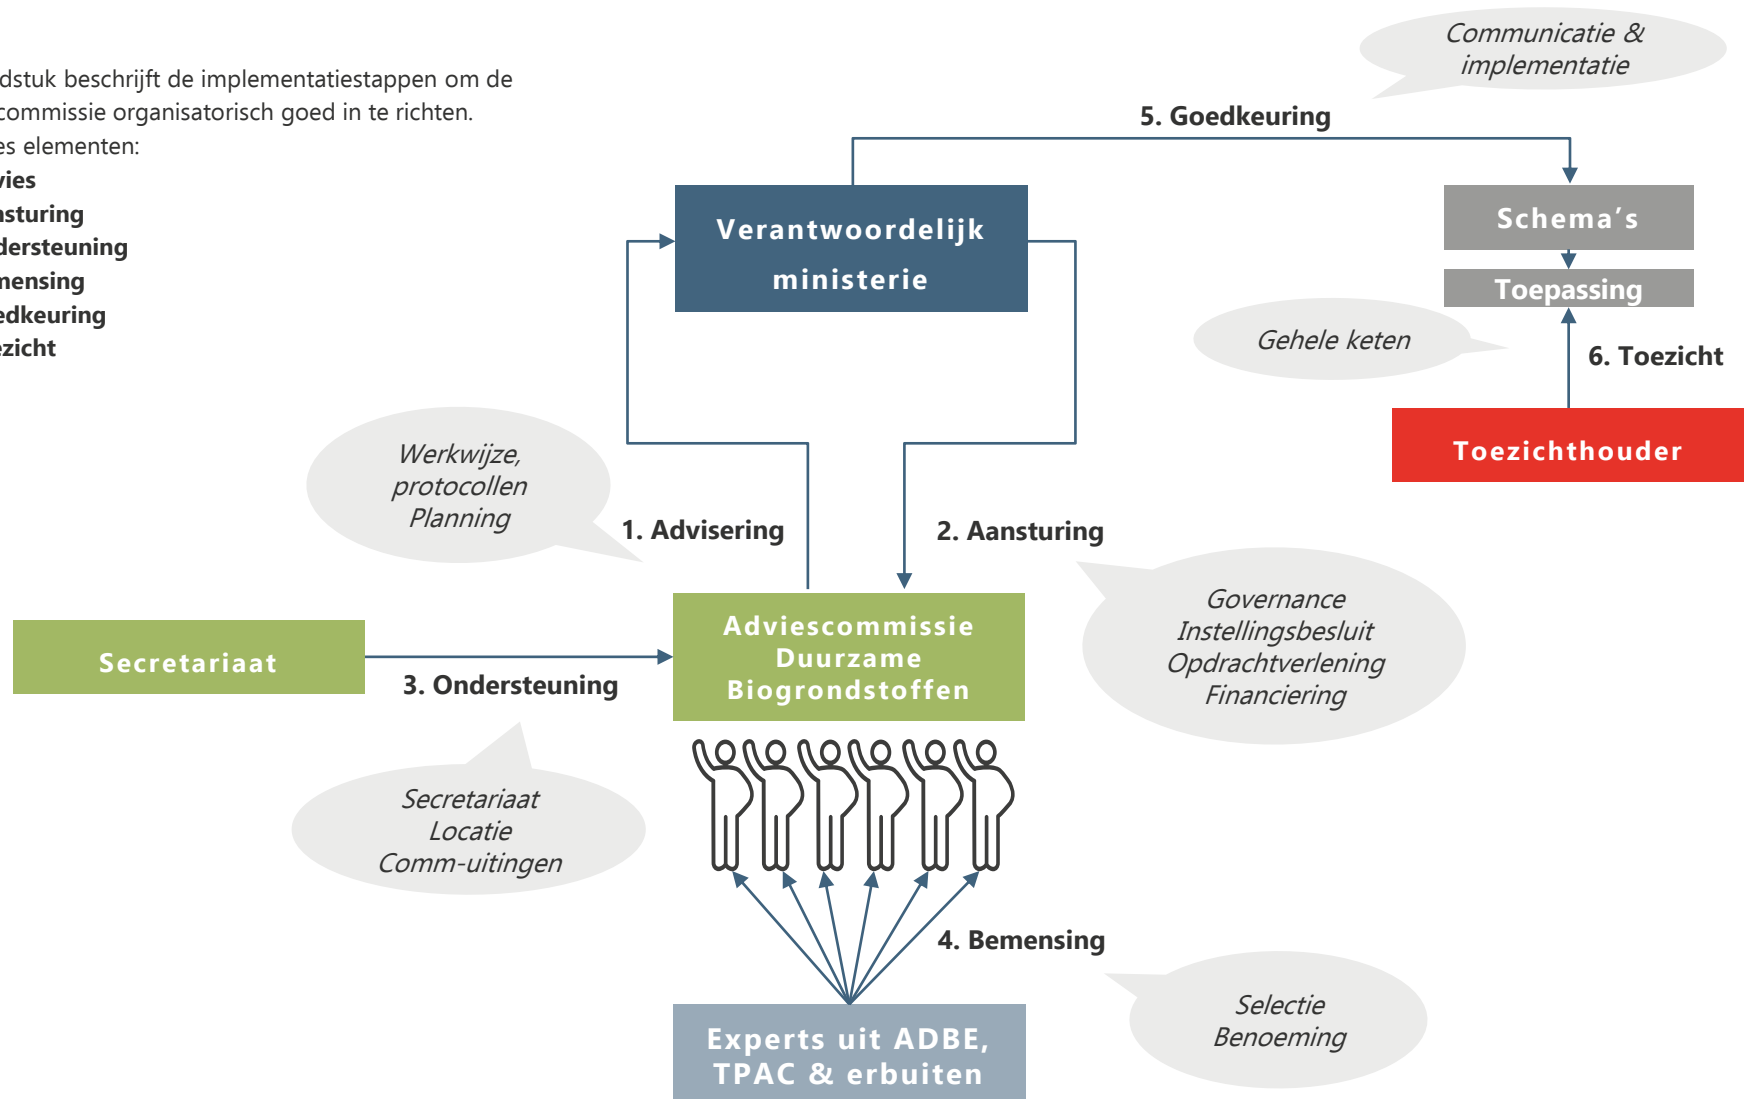 dstuk beschrijft de implementatiestappen om de
commissie organisatorisch goed in te richten.
es elementen:
vies
nsturing
dersteuning
mensing
edkeuring
ezicht
Communicatie &
implementatie
5. Goedkeuring
Verantwoordelijk
ministerie
Schema's
Toepassing
Gehele keten
6. Toezicht
Toezichthouder
Werkwijze,
protocollen
Planning
1. Advisering
2. Aansturing
Governance
Instellingsbesluit
Opdrachtverlening
Financiering
Secretariaat
3. Ondersteuning
Adviescommissie
Duurzame
Biogrondstoffen
Secretariaat
Locatie
Comm-uitingen
4. Bemensing
Selectie
Benoeming
Experts uit ADBE,
TPAC & erbuiten